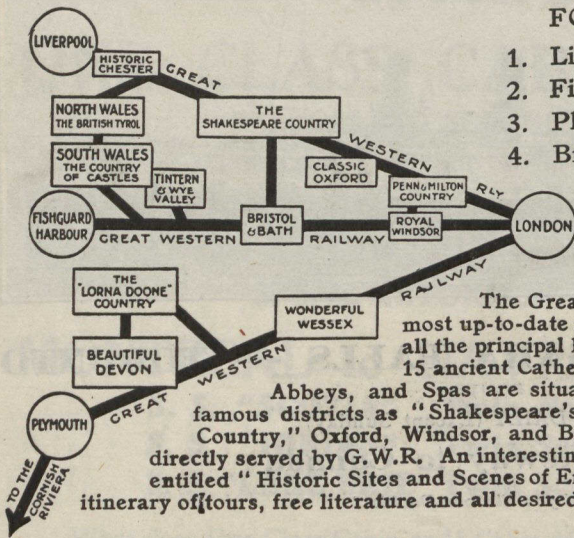 LIVERPOOL
HISTORIC
CHESTER
GREAT
NORTH WALES
THE BRITISH TYROL
THE
SHAKESPEARE COUNTRY
WESTERN
RLY
SOUTH WALES
THE COUNTRY
OF CASTLES
TINTERN
& WYE
VALLEY
CLASSIC
OXFORD
PENN & MILTON
COUNTRY
FISHGUARD
HARBOUR
GREAT WESTERN
BRISTOL
& BATH
RAILWAY
ROYAL
WINDSOR
LONDON
THE
"LORNA DOONE"
COUNTRY
WONDERFUL
WESSEX
RAILWAY
BEAUTIFUL
DEVON
WESTERN
GREAT
PLYMOUTH
TO THE
CORNISH
RIVIERA
1. Li
2. Fi
3. Pl
4. B
The Grea
most up-to-date
all the principal
15 ancient Cathe
Abbeys, and Spas are situa
famous districts as "Shakespeare's
Country," Oxford, Windsor, and B
directly served by G.W.R. An interestin
entitled "Historic Sites and Scenes of E
itinerary of tours, free literature and all desired